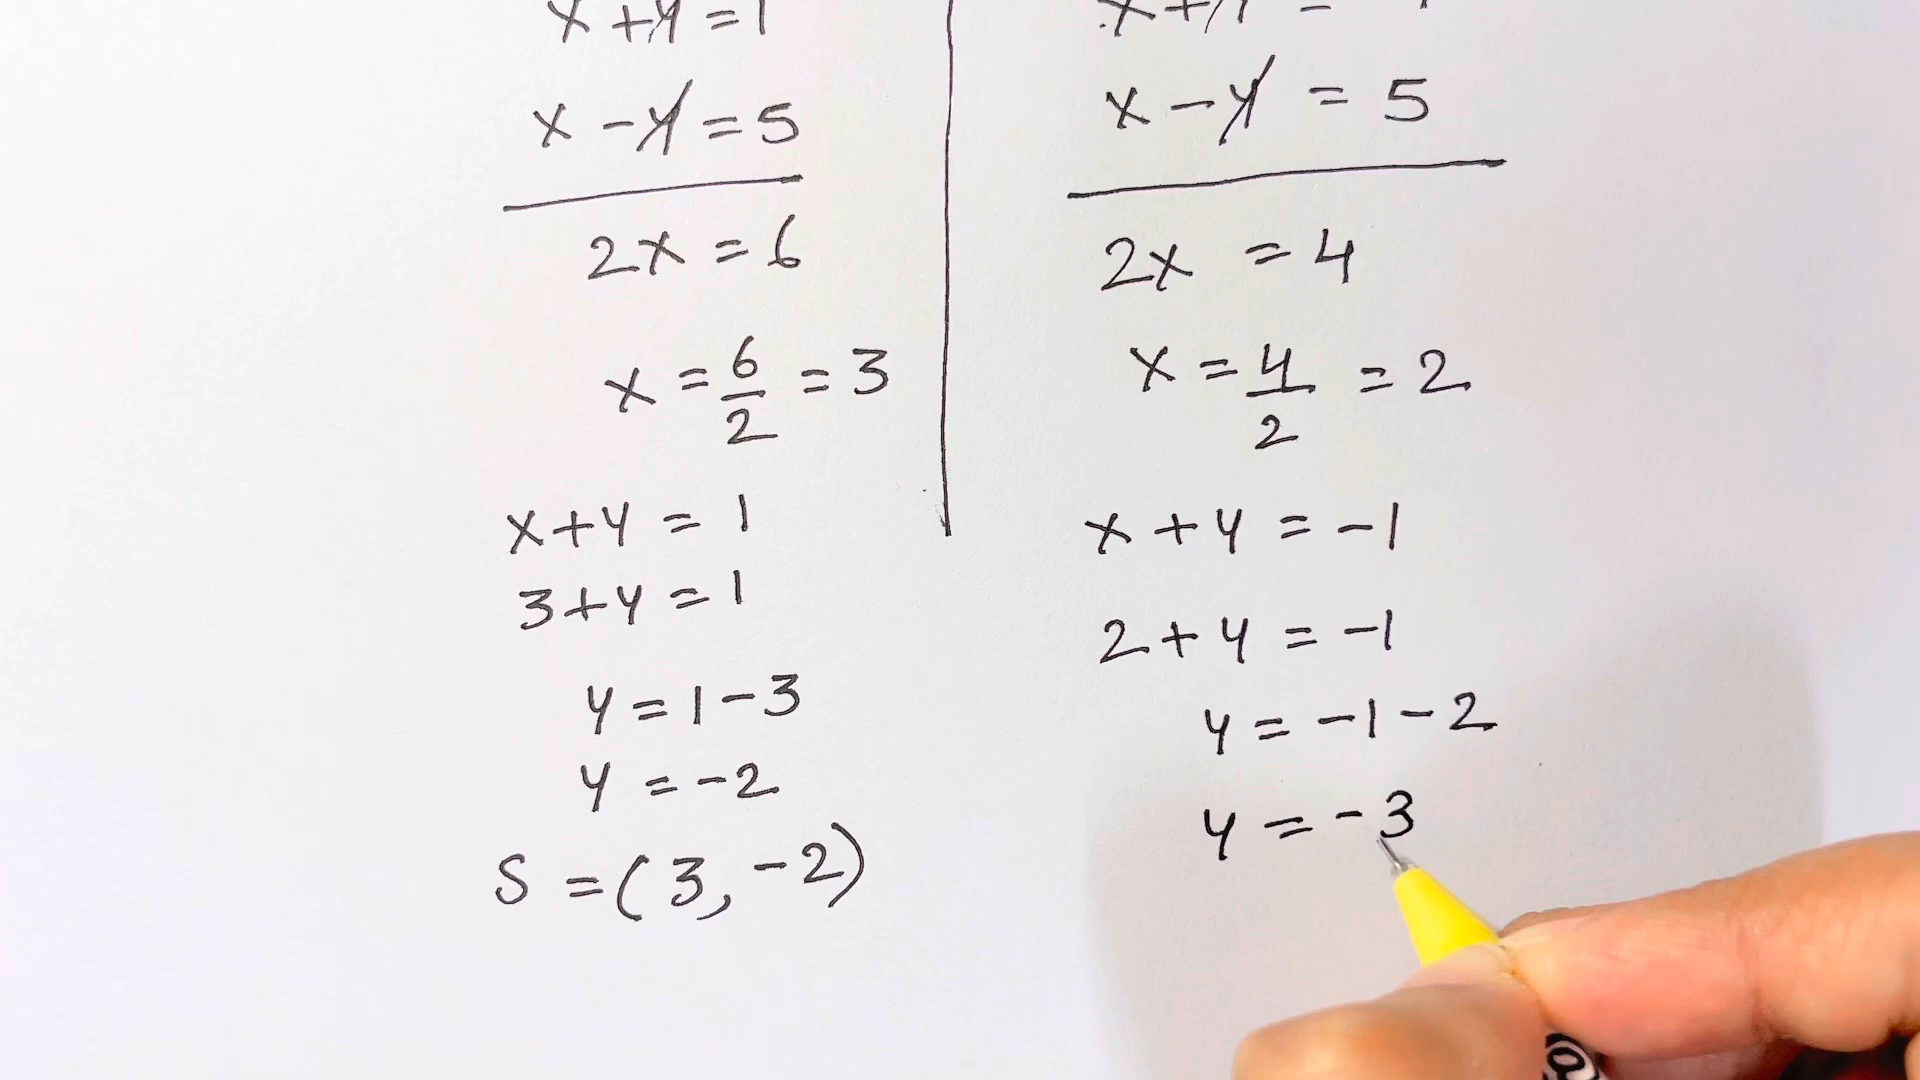 x+y=1
x-y=5
2x=6
x=6/2=3
x+y=1
3+y=1
y=1-3
y=-2
S=(3,-2)
x-y=5
2x=4
x=4/2=2
x+y=-1
2+y=-1
y=-1-2
y=-3